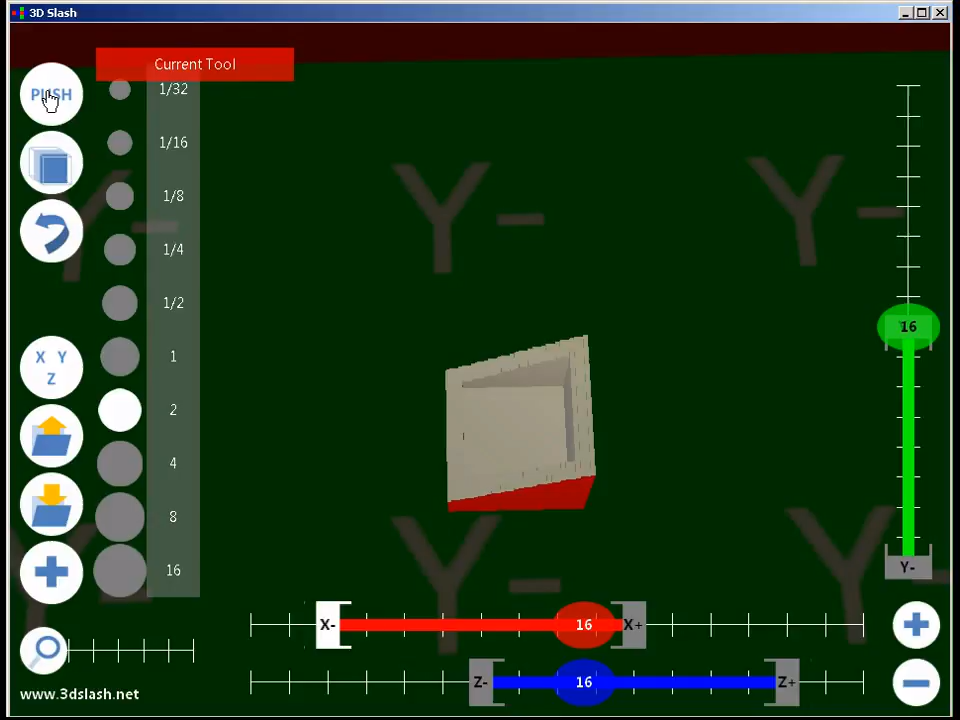 3D Slash
Current Tool
PUSH
1/32
1/16
1/8
1/4
1/2
1
2
4
8
16
X Y
Z
Y-
Y-
Y-
Y-
Y-
Y-
16
Y-
X-
16
X+
Z-
16
Z+
www.3dslash.net